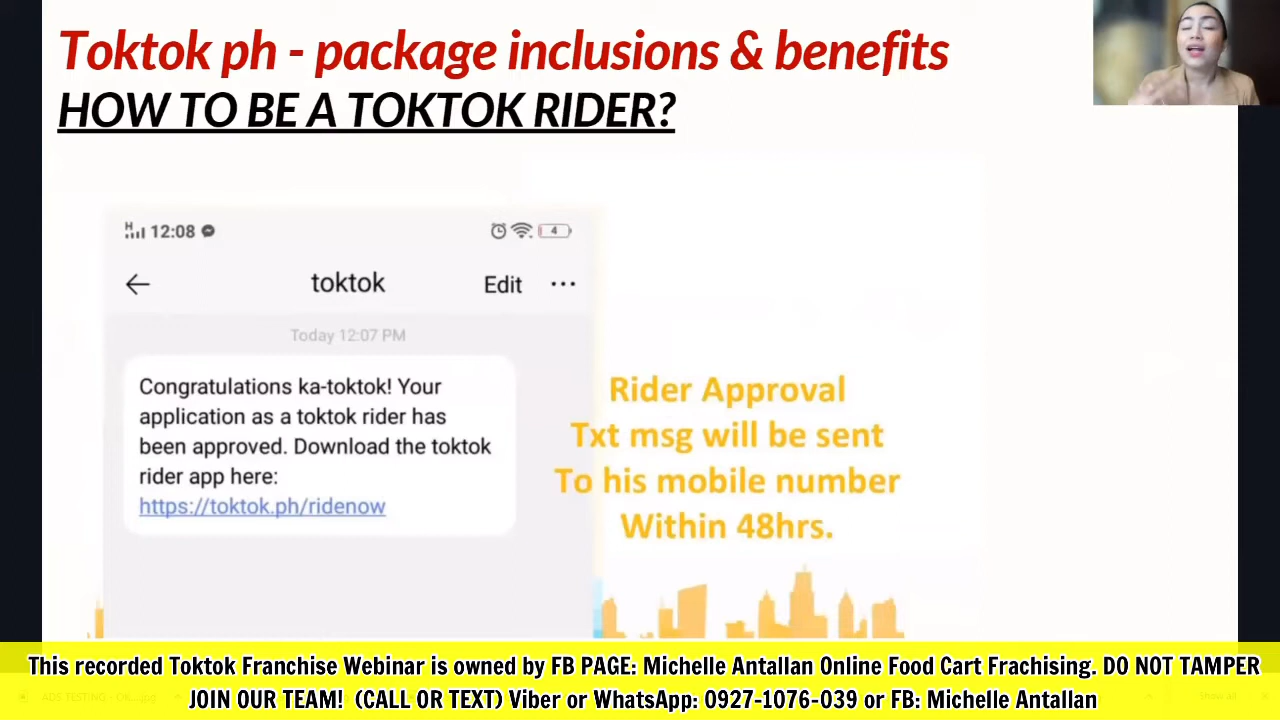 Toktok ph - package inclusions & benefits
HOW TO BE A TOKTOK RIDER?
H 12:08 4
toktok Edit ...
Today 12:07 PM
Congratulations ka-toktok! Your
application as a toktok rider has
been approved. Download the toktok
rider app here:
https://toktok.ph/ridenow
Rider Approval
Txt msg will be sent
To his mobile number
Within 48hrs.
This recorded Toktok Franchise Webinar is owned by FB PAGE: Michelle Antallan Online Food Cart Frachising. DO NOT TAMPER
JOIN OUR TEAM! (CALL OR TEXT) Viber or WhatsApp: 0927-1076-039 or FB: Michelle Antallan
Show all